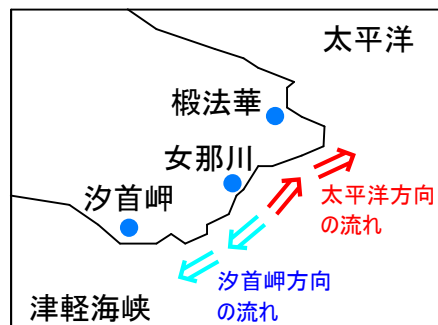 太平洋
椴法華
女那川
汐首岬
太平洋方向
の流れ
汐首岬方向
の流れ
津軽海峡